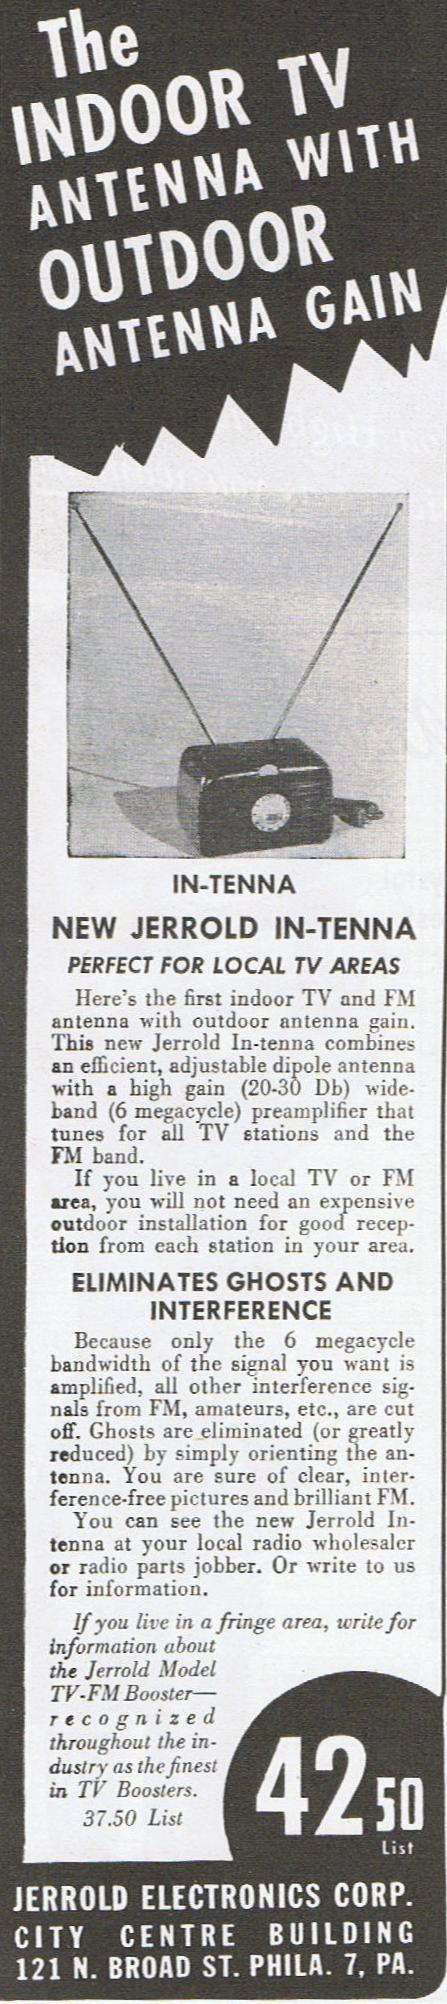 The
INDOOR TV
ANTENNA WITH
OUTDOOR
ANTENNA GAIN
IN-TENNA
NEW JERROLD IN-TENNA
PERFECT FOR LOCAL TV AREAS
Here's the first indoor TV and FM
antenna with outdoor antenna gain.
This new Jerrold In-tenna combines
an efficient, adjustable dipole antenna
with a high gain (20-30 Db) wide-
band (6 megacycle) preamplifier that
tunes for all TV stations and the
FM band.
If you live in a local TV or FM
area, you will not need an expensive
outdoor installation for good recep-
tion from each station in your area.
ELIMINATES GHOSTS AND
INTERFERENCE
Because only the 6 megacycle
bandwidth of the signal you want is
amplified, all other interference sig-
nals from FM, amateurs, etc., are cut
off. Ghosts are eliminated (or greatly
reduced) by simply orienting the an-
tenna. You are sure of clear, inter-
ference-free pictures and brilliant FM.
You can see the new Jerrold In-
tenna at your local radio wholesaler
or radio parts jobber. Or write to us
for information.
If you live in a fringe area, write for
information about
the Jerrold Model
TV-FM Booster—
recognized
throughout the in-
dustry as the finest
in TV Boosters.
37.50 List
42 50
List
JERROLD ELECTRONICS CORP.
CITY CENTRE BUILDING
121 N. BROAD ST. PHILA. 7, PA.